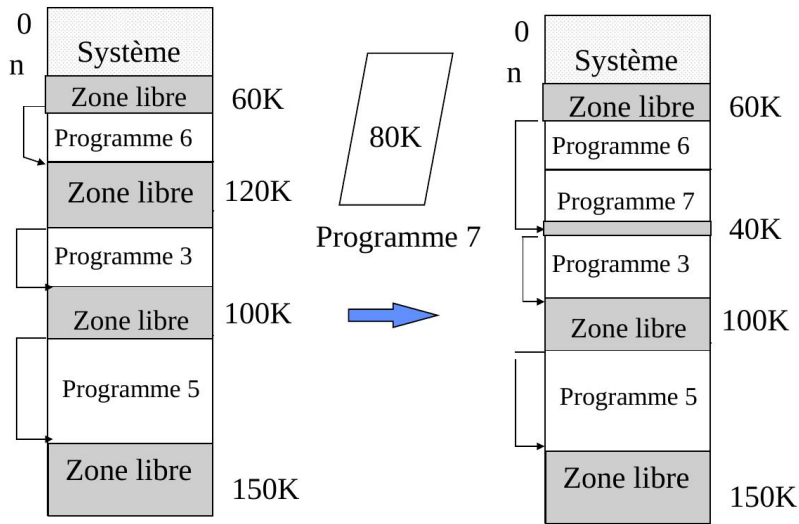 0
n
Système
Zone libre
60K
Programme 6
Zone libre
120K
Programme 3
Zone libre
100K
Programme 5
Zone libre
150K
80K
Programme 7
0
n
Système
Zone libre
60K
Programme 6
Programme 7
40K
Programme 3
Zone libre
100K
Programme 5
Zone libre
150K